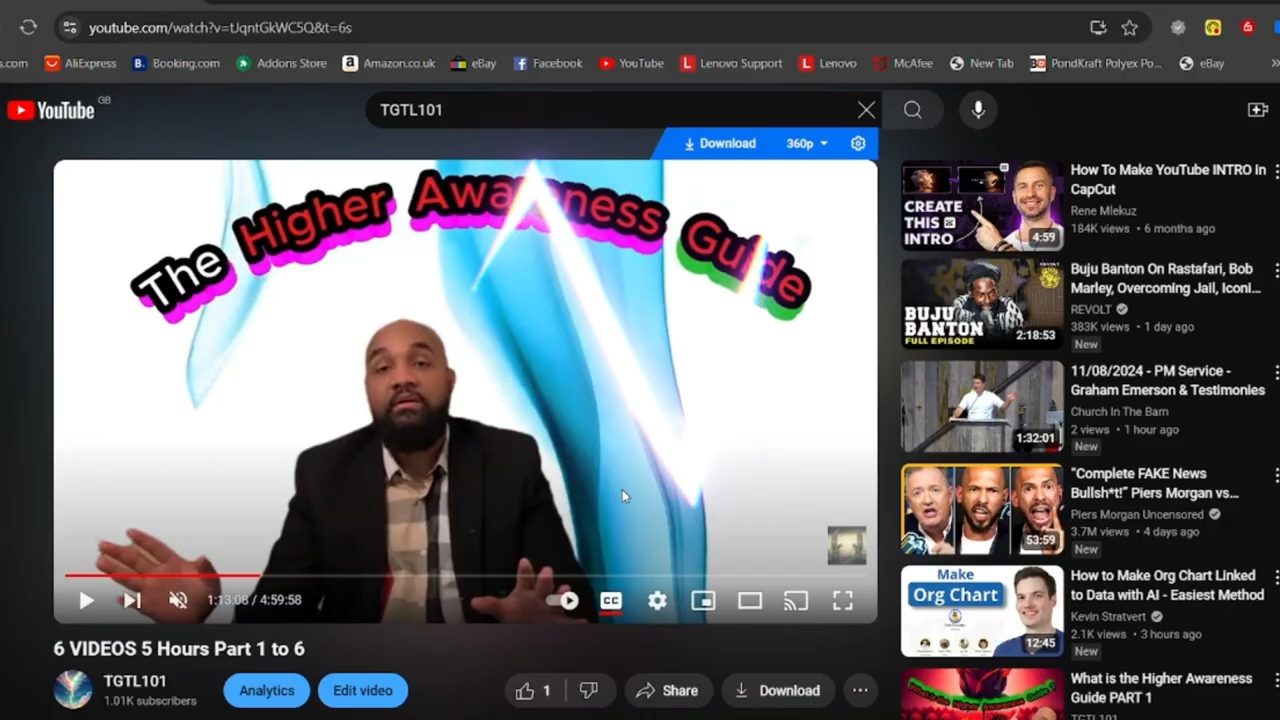 youtube.com/watch?v=tJqntGkWC5Q&t=6s
s.com AliExpress Booking.com Addons Store Amazon.co.uk eBay Facebook YouTube Lenovo Support Lenovo McAfee New Tab PondKraft Polyex Po... eBay »
YouTube GB
TGTL101
Download 360p
The Higher Awareness Guide
1:13:08 / 4:59:58
CC
6 VIDEOS 5 Hours Part 1 to 6
TGTL101
1.01K subscribers
Analytics
Edit video
1
Share
Download
CREATE
THIS
INTRO
4:59
How To Make YouTube INTRO in
CapCut
Rene Mlekuz
184K views • 6 months ago
BUJU
BANTON
FULL EPISODE
2:18:53
Buju Banton On Rastafari, Bob
Marley, Overcoming Jail, Iconi...
REVOLT
383K views • 1 day ago
New
1:32:01
11/08/2024 - PM Service -
Graham Emerson & Testimonies
Church In The Barn
2 views • 1 hour ago
New
53:59
"Complete FAKE News
Bullsh*t!" Piers Morgan vs...
Piers Morgan Uncensored
3.7M views • 4 days ago
New
Make
Org Chart
12:45
How to Make Org Chart Linked
to Data with AI - Easiest Method
Kevin Stratvert
2.1K views • 3 hours ago
New
What is the Higher Awareness
Guide PART 1
TGTL101